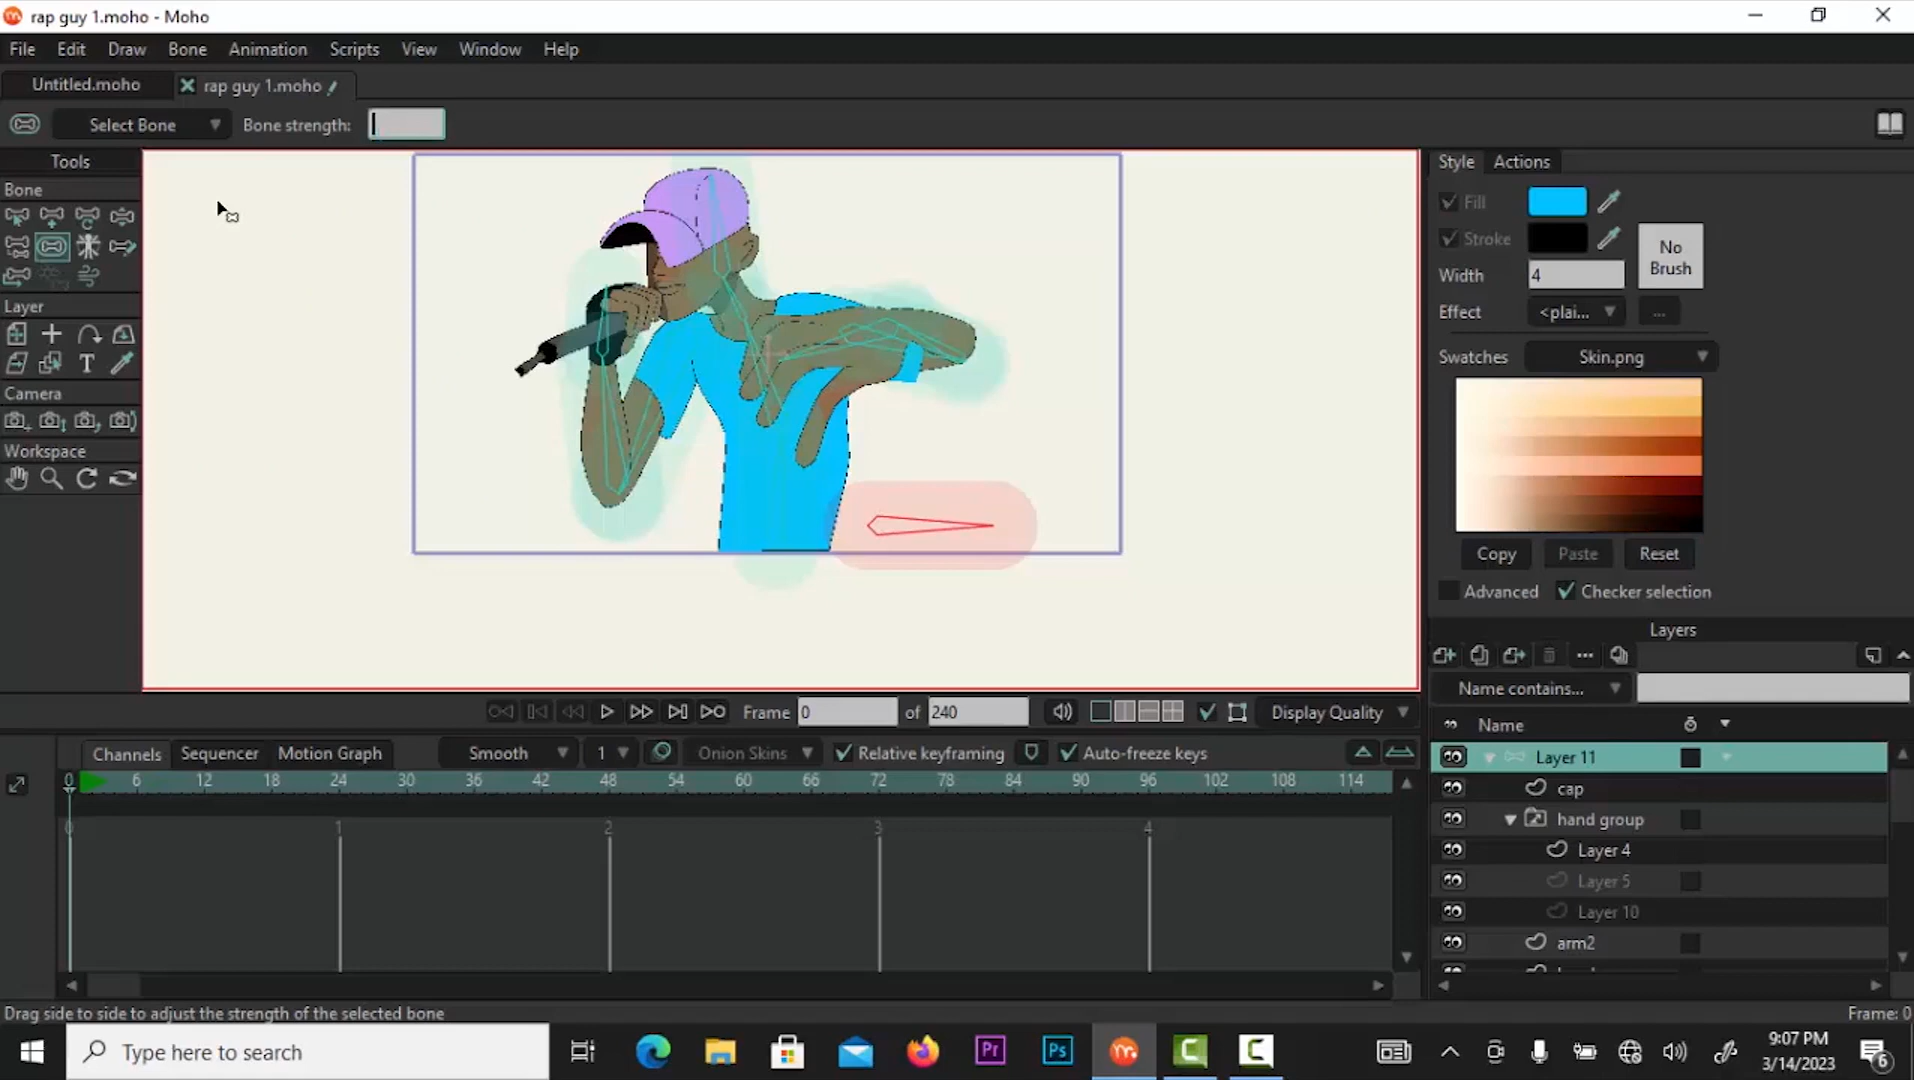 rap guy 1.moho - Moho
File Edit Draw Bone Animation Scripts View Window Help
Untitled.moho rap guy 1.moho
Select Bone Bone strength:
Tools
Bone
Layer
T
Camera
Workspace
Style Actions
Fill
Stroke
No
Brush
Width 4
Effect <plai... ...
Swatches Skin.png
Copy Paste Reset
Advanced Checker selection
Layers
Name contains...
Name
Layer 11
cap
hand group
Layer 4
Layer 5
Layer 10
arm2
Frame 0 of 240 Display Quality
Channels Sequencer Motion Graph Smooth 1 Onion Skins Relative keyframing Auto-freeze keys
0 6 12 18 24 30 36 42 48 54 60 66 72 78 84 90 96 102 108 114
0 1 2 3 4
Drag side to side to adjust the strength of the selected bone
Frame: 0
Type here to search
Pr Ps
9:07 PM
3/14/2023
6